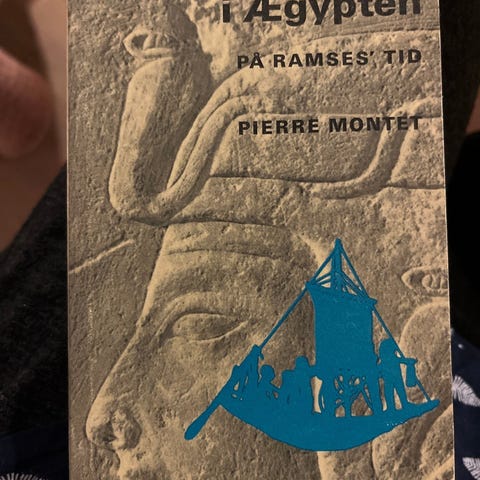 i Ægypten
PÅ RAMSES' TID
PIERRE MONTET